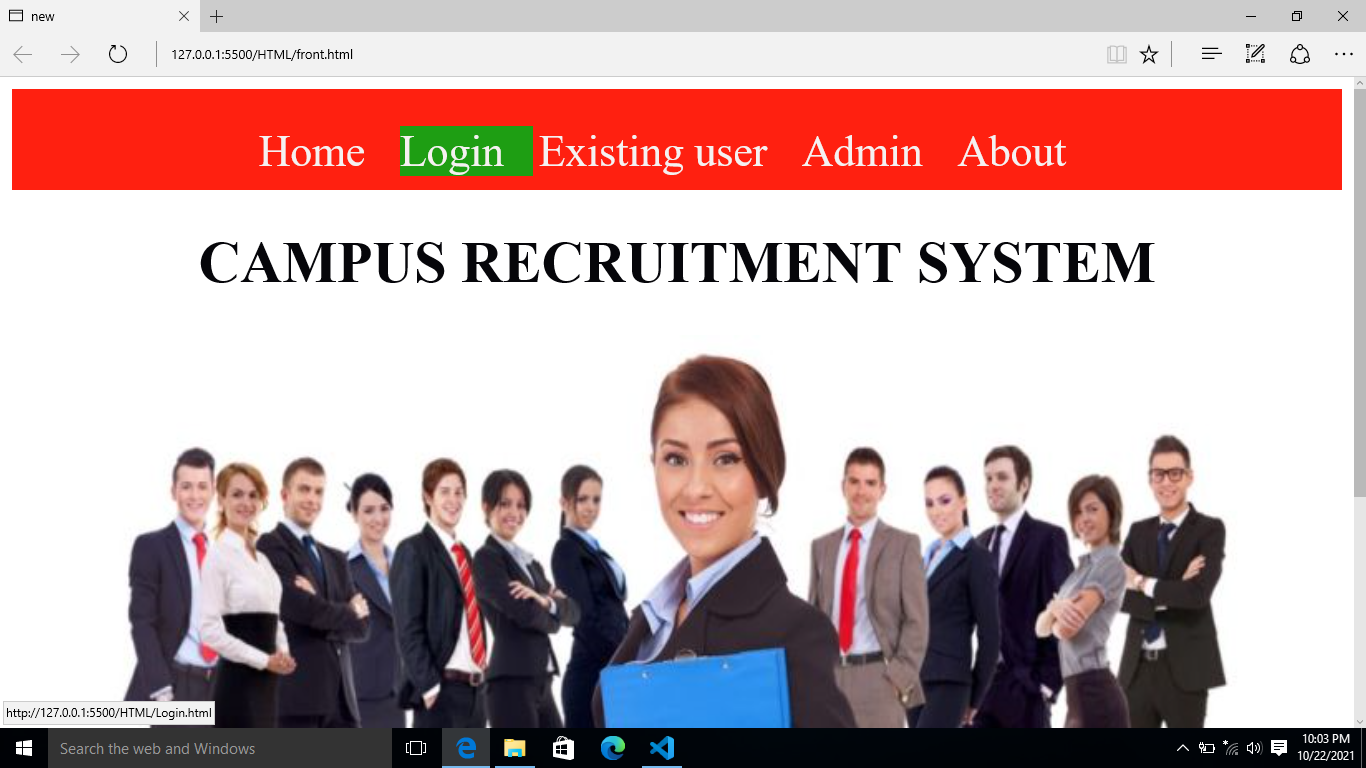 new
127.0.0.1:5500/HTML/front.html
Home Login Existing user Admin About
CAMPUS RECRUITMENT SYSTEM
http://127.0.0.1:5500/HTML/Login.html
Search the web and Windows
10:03 PM
10/22/2021